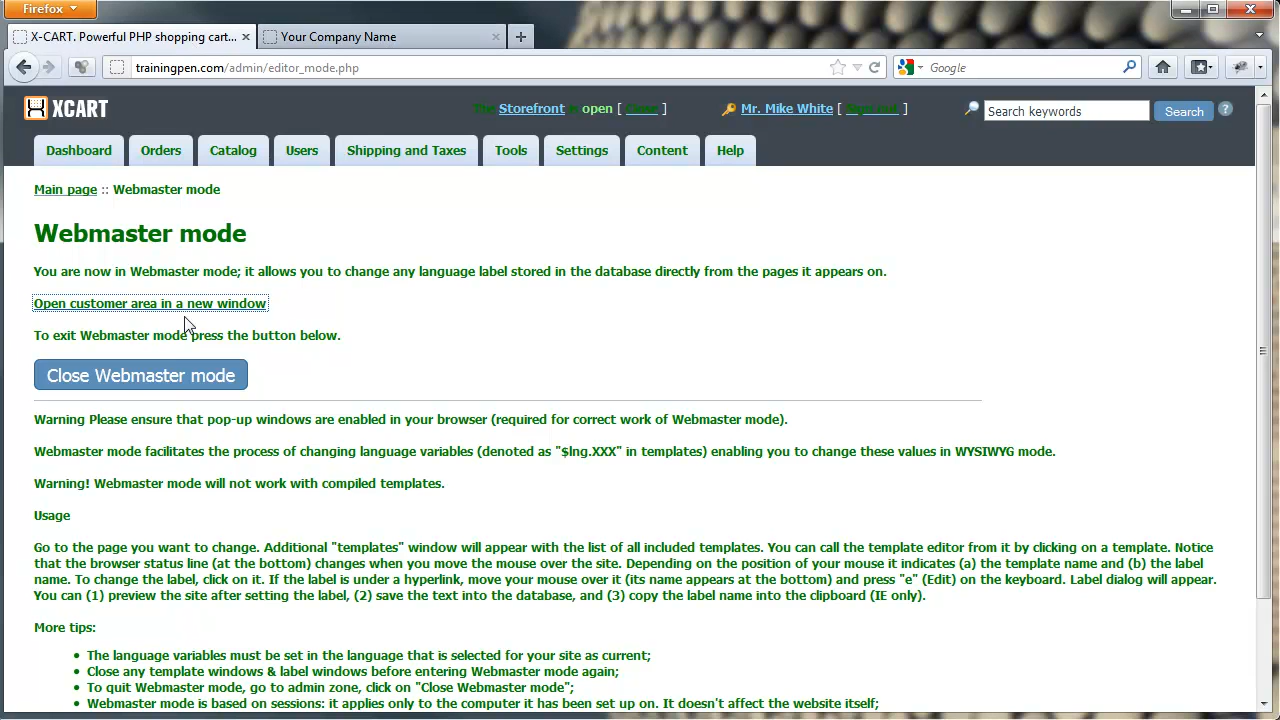 Firefox
X-CART. Powerful PHP shopping cart...
Your Company Name
trainingpen.com/admin/editor_mode.php
Google
XCART
The Storefront is open [ Close ]
Mr. Mike White [ Sign out ]
Search keywords
Search
Dashboard
Orders
Catalog
Users
Shipping and Taxes
Tools
Settings
Content
Help
Main page :: Webmaster mode
Webmaster mode
You are now in Webmaster mode; it allows you to change any language label stored in the database directly from the pages it appears on.
Open customer area in a new window
To exit Webmaster mode press the button below.
Close Webmaster mode
Warning Please ensure that pop-up windows are enabled in your browser (required for correct work of Webmaster mode).
Webmaster mode facilitates the process of changing language variables (denoted as "$lng.XXX" in templates) enabling you to change these values in WYSIWYG mode.
Warning! Webmaster mode will not work with compiled templates.
Usage
Go to the page you want to change. Additional "templates" window will appear with the list of all included templates. You can call the template editor from it by clicking on a template. Notice
that the browser status line (at the bottom) changes when you move the mouse over the site. Depending on the position of your mouse it indicates (a) the template name and (b) the label
name. To change the label, click on it. If the label is under a hyperlink, move your mouse over it (its name appears at the bottom) and press "e" (Edit) on the keyboard. Label dialog will appear.
You can (1) preview the site after setting the label, (2) save the text into the database, and (3) copy the label name into the clipboard (IE only).
More tips:
• The language variables must be set in the language that is selected for your site as current;
• Close any template windows & label windows before entering Webmaster mode again;
• To quit Webmaster mode, go to admin zone, click on "Close Webmaster mode";
• Webmaster mode is based on sessions: it applies only to the computer it has been set up on. It doesn't affect the website itself;